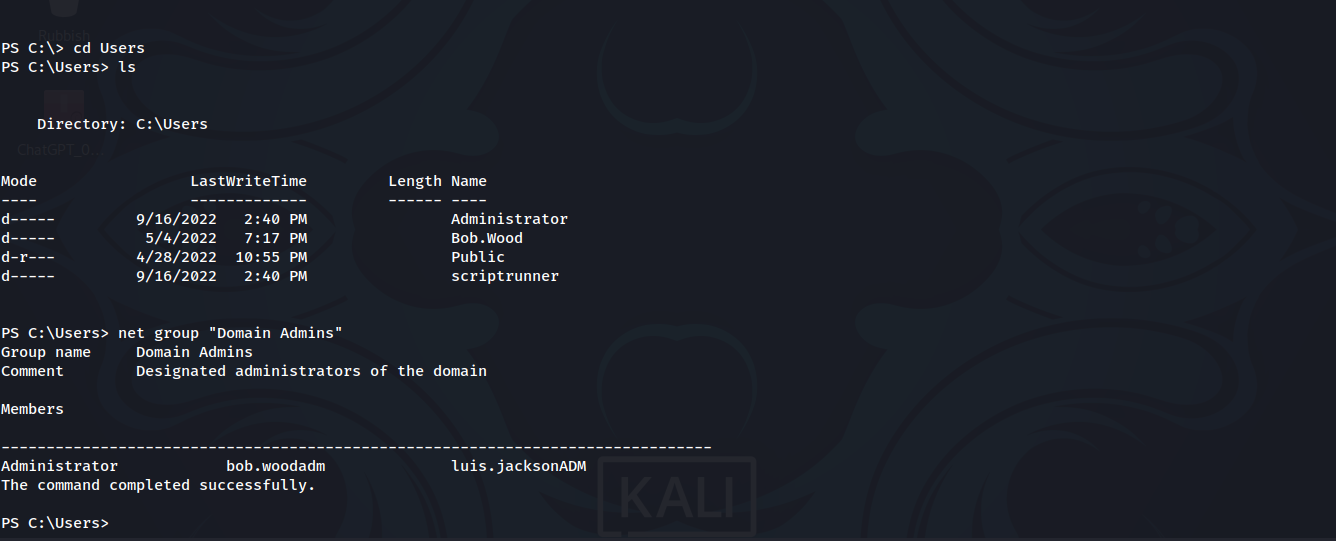 Rubbish
PS C:\> cd Users
PS C:\Users> ls
Directory: C:\Users
ChatGPT_0...
Mode LastWriteTime Length Name
---- ------------- ------ ----
d----- 9/16/2022 2:40 PM Administrator
d----- 5/4/2022 7:17 PM Bob.Wood
d-r--- 4/28/2022 10:55 PM Public
d----- 9/16/2022 2:40 PM scriptrunner
PS C:\Users> net group "Domain Admins"
Group name Domain Admins
Comment Designated administrators of the domain
Members
-------------------------------------------------------------------------------
Administrator bob.woodadm luis.jacksonADM
The command completed successfully.
KALI
PS C:\Users>